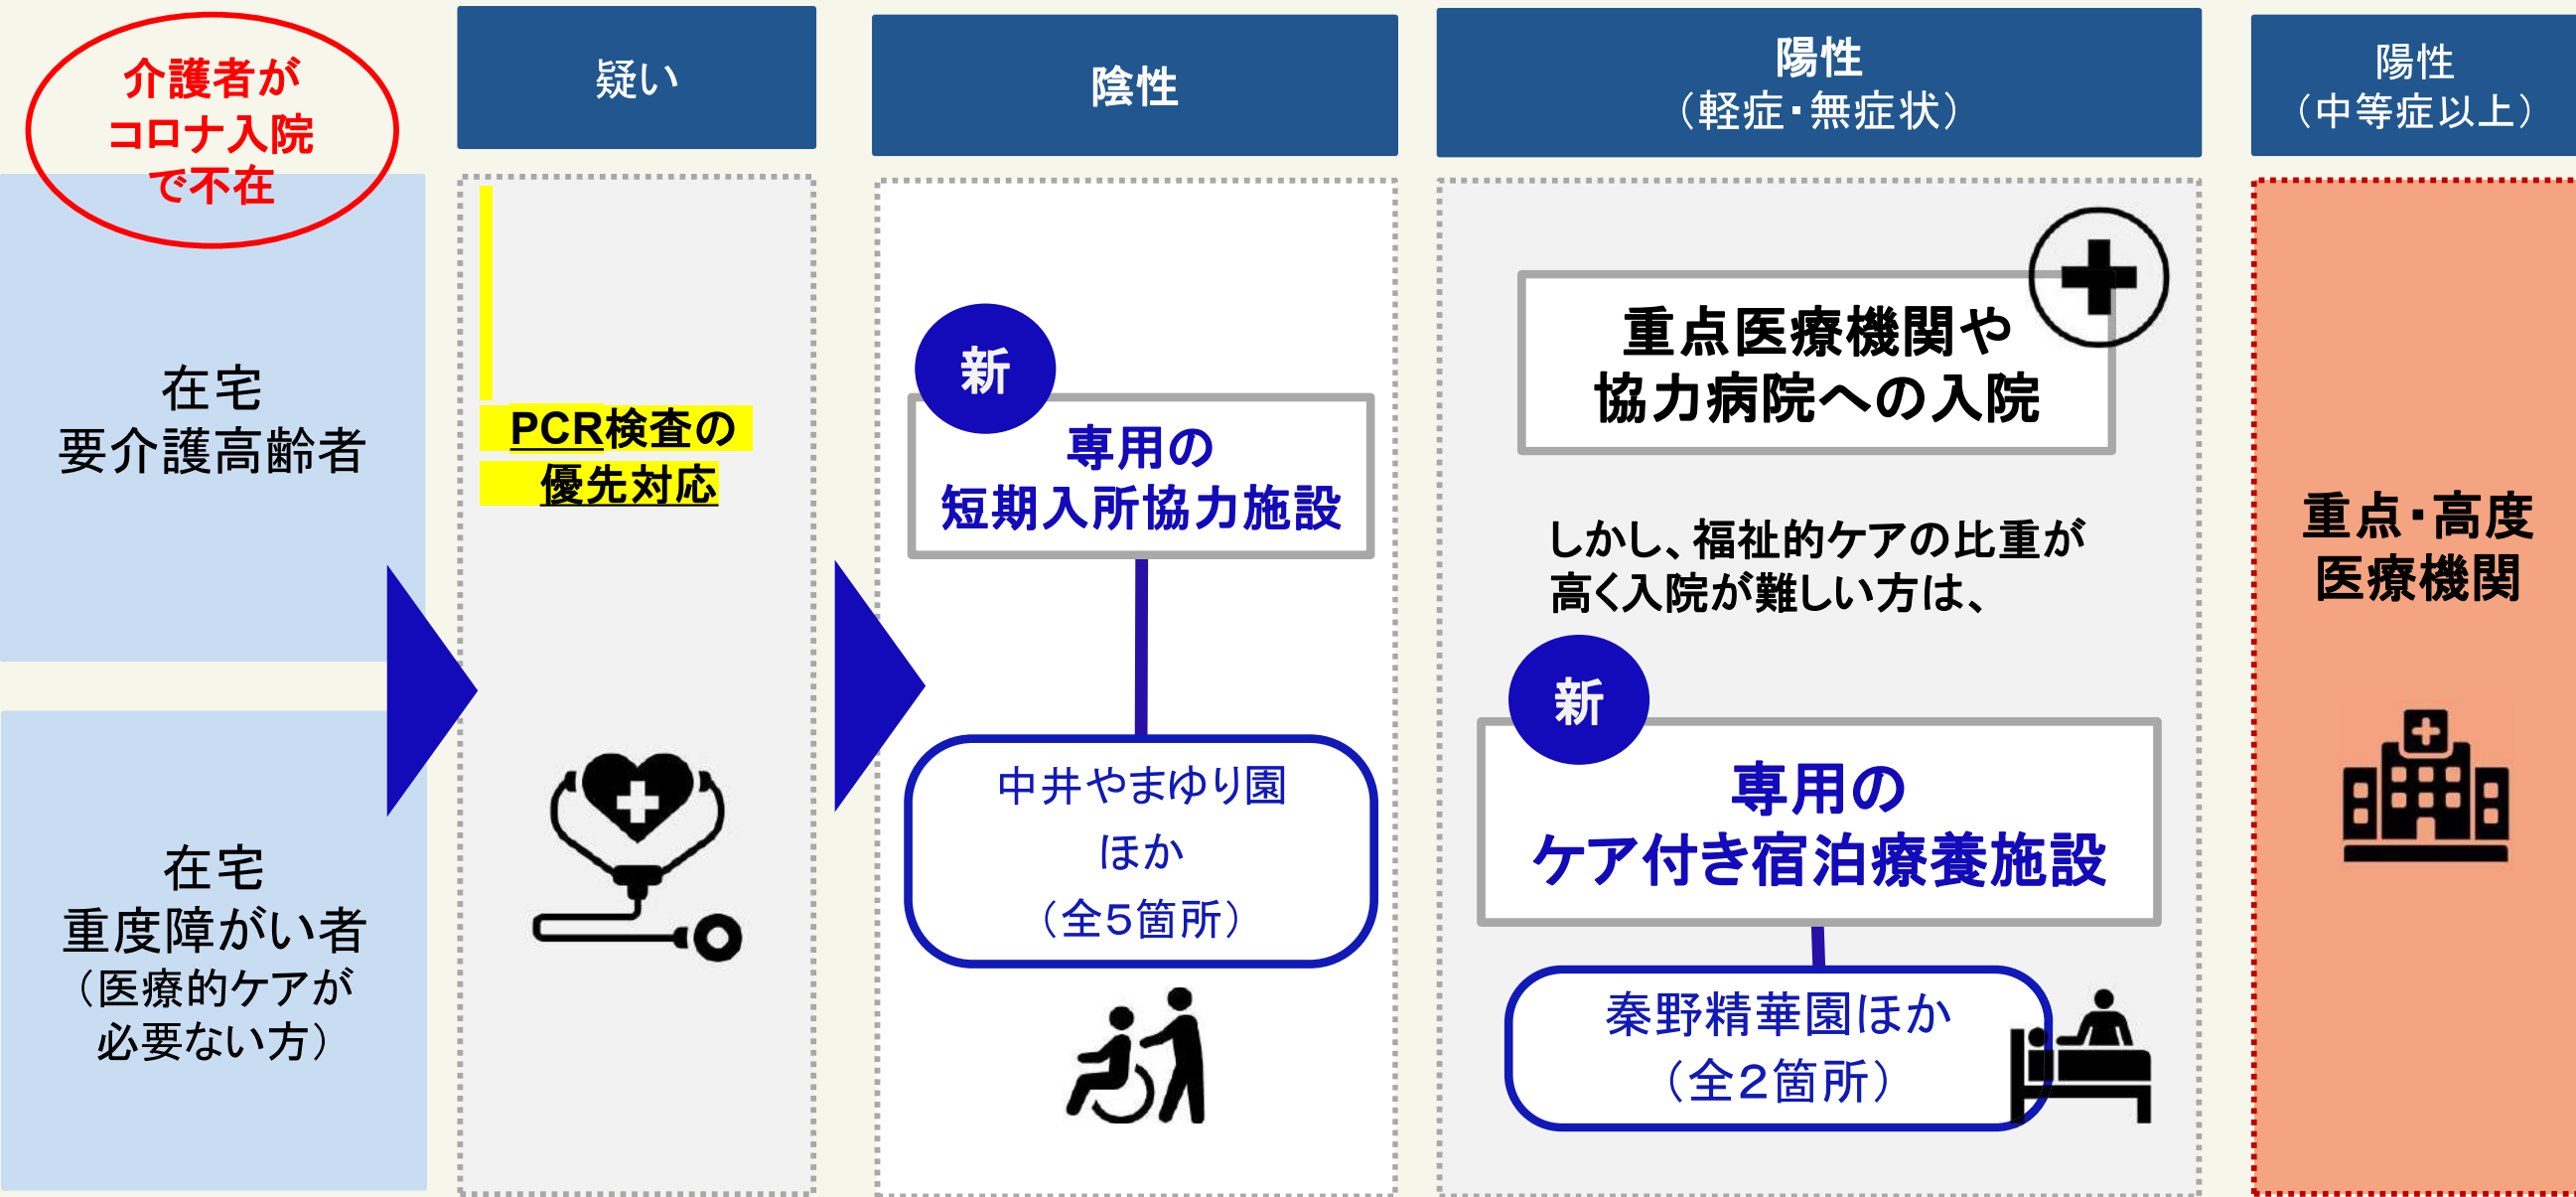 介護者が
コロナ入院
で不在
在宅
要介護高齢者
在宅
重度障がい者
（医療的ケアが
必要ない方）
疑い
PCR検査の
優先対応
陰性
新
専用の
短期入所協力施設
中井やまゆり園
ほか
（全5箇所）
陽性
（軽症・無症状）
重点医療機関や
協力病院への入院
しかし、福祉的ケアの比重が
高く入院が難しい方は、
新
専用の
ケア付き宿泊療養施設
秦野精華園ほか
（全２箇所）
陽性
（中等症以上）
重点・高度
医療機関